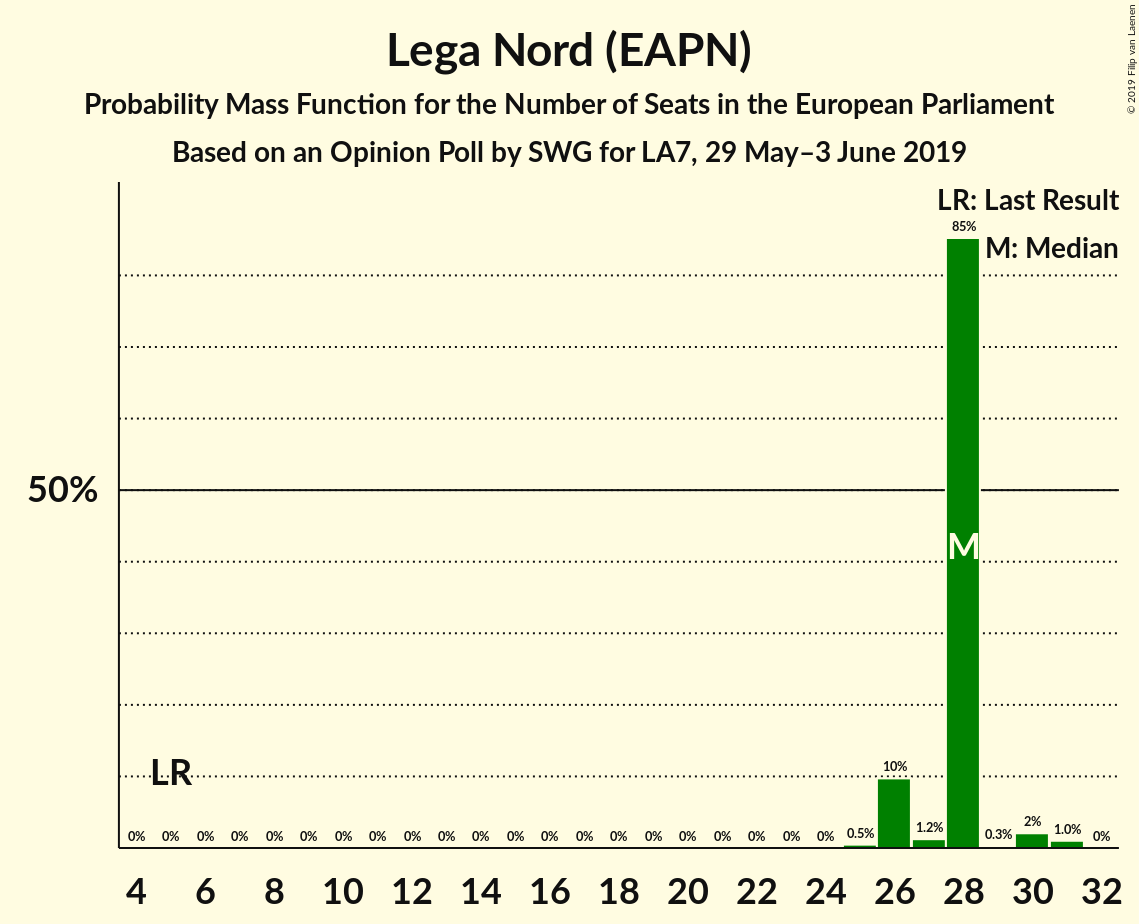 Lega Nord (EAPN)
Probability Mass Function for the Number of Seats in the European Parliament
Based on an Opinion Poll by SWG for LA7, 29 May–3 June 2019
© 2019 Filip van Laenen
LR: Last Result
M: Median
85%
50%
M
LR
10%
0% 0% 0% 0% 0% 0% 0% 0% 0% 0% 0% 0% 0% 0% 0% 0% 0% 0% 0% 0% 0% 0.5% 1.2% 0.3% 2% 1.0% 0%
4 6 8 10 12 14 16 18 20 22 24 26 28 30 32